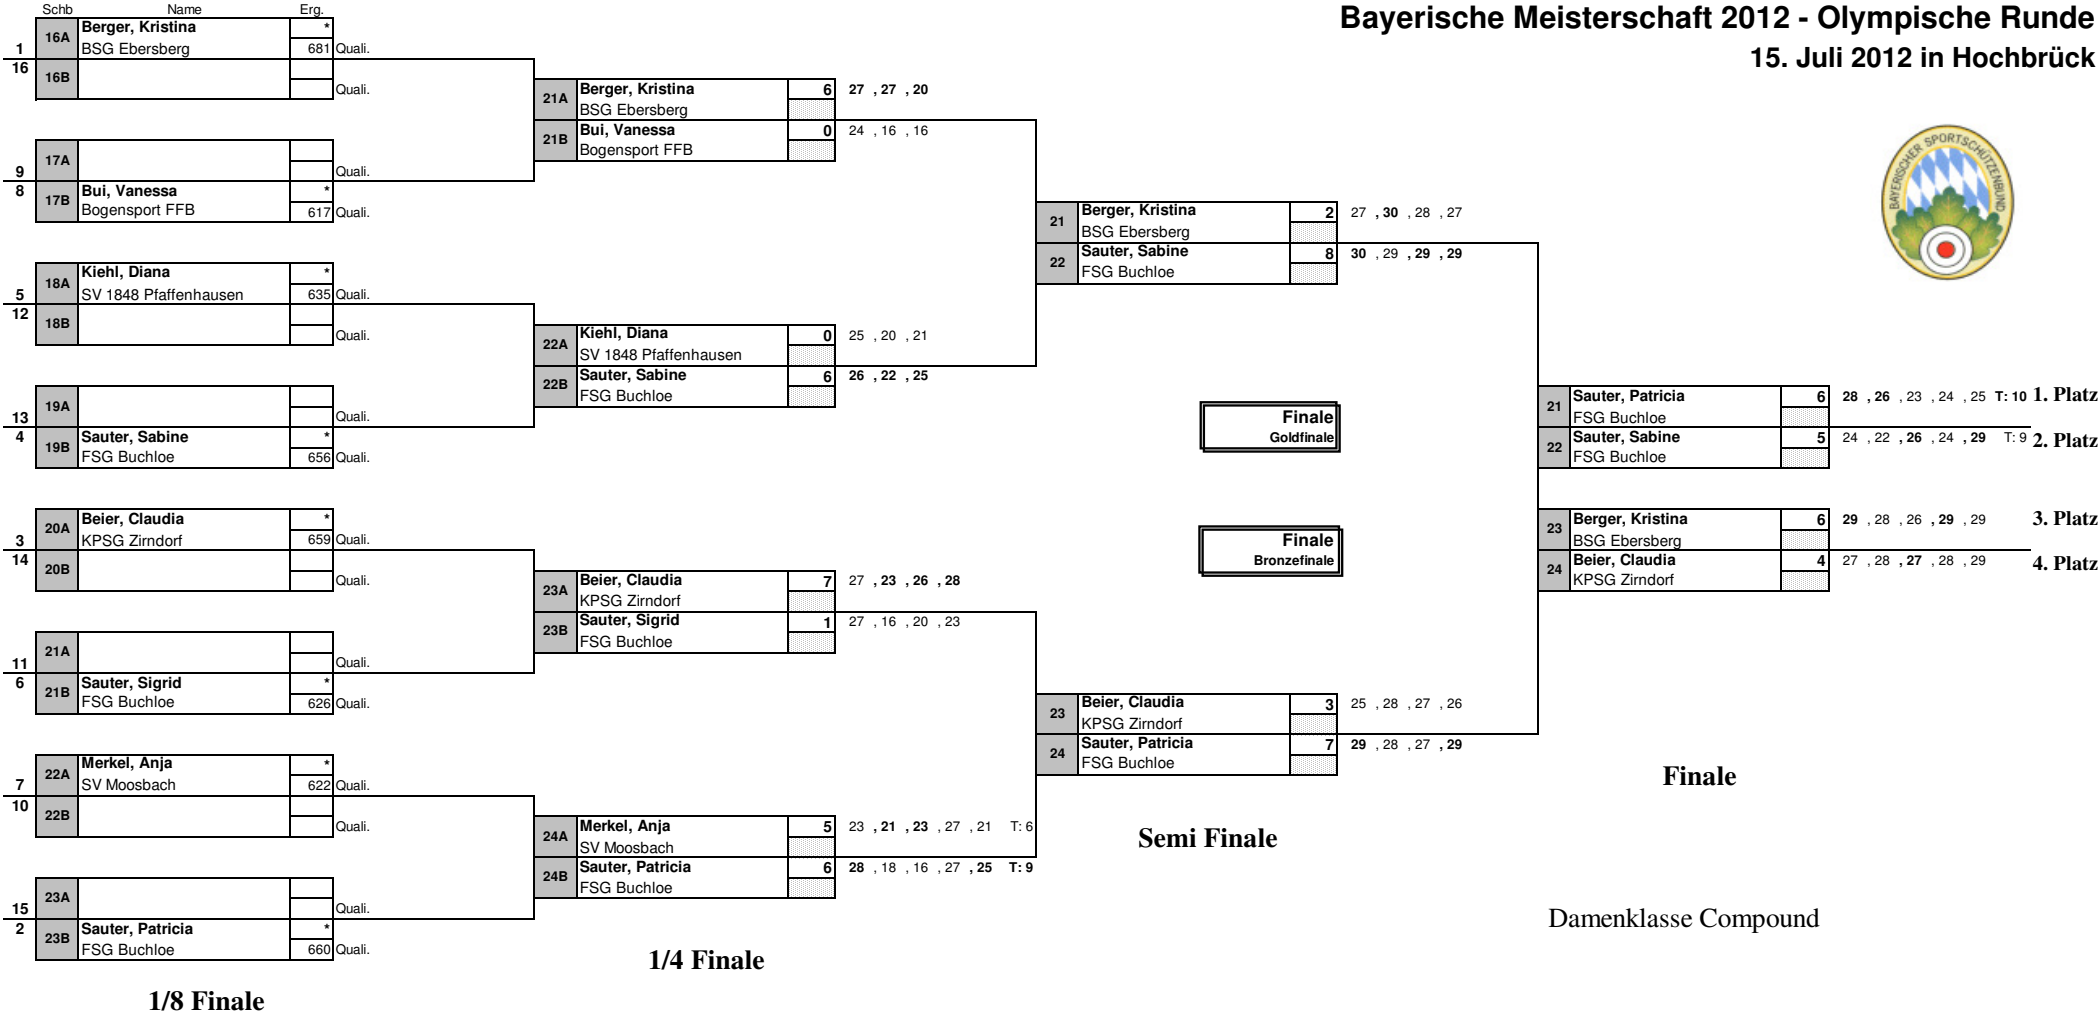 Bayerische Meisterschaft 2012 - Olympische Runde
15. Juli 2012 in Hochbrück
BAYERISCHER SPORTSCHÜTZENBUND
Schb Name Erg.
1 16A Berger, Kristina *
BSG Ebersberg 681 Quali.
16 16B
Quali.
9 17A
Quali.
8 17B Bui, Vanessa *
Bogensport FFB 617 Quali.
5 18A Kiehl, Diana *
SV 1848 Pfaffenhausen 635 Quali.
12 18B
Quali.
13 19A
Quali.
4 19B Sauter, Sabine *
FSG Buchloe 656 Quali.
3 20A Beier, Claudia *
KPSG Zirndorf 659 Quali.
14 20B
Quali.
11 21A
Quali.
6 21B Sauter, Sigrid *
FSG Buchloe 626 Quali.
7 22A Merkel, Anja *
SV Moosbach 622 Quali.
10 22B
Quali.
15 23A
Quali.
2 23B Sauter, Patricia *
FSG Buchloe 660 Quali.
1/8 Finale
21A Berger, Kristina 6 27 , 27 , 20
BSG Ebersberg
21B Bui, Vanessa 0 24 , 16 , 16
Bogensport FFB
22A Kiehl, Diana 0 25 , 20 , 21
SV 1848 Pfaffenhausen
22B Sauter, Sabine 6 26 , 22 , 25
FSG Buchloe
23A Beier, Claudia 7 27 , 23 , 26 , 28
KPSG Zirndorf
23B Sauter, Sigrid 1 27 , 16 , 20 , 23
FSG Buchloe
24A Merkel, Anja 5 23 , 21 , 23 , 27 , 21 T: 6
SV Moosbach
24B Sauter, Patricia 6 28 , 18 , 16 , 27 , 25 T: 9
FSG Buchloe
1/4 Finale
21 Berger, Kristina 2 27 , 30 , 28 , 27
BSG Ebersberg
22 Sauter, Sabine 8 30 , 29 , 29 , 29
FSG Buchloe
Finale
Goldfinale
Finale
Bronzefinale
23 Beier, Claudia 3 25 , 28 , 27 , 26
KPSG Zirndorf
24 Sauter, Patricia 7 29 , 28 , 27 , 29
FSG Buchloe
Semi Finale
21 Sauter, Patricia 6 28 , 26 , 23 , 24 , 25 T: 10 1. Platz
FSG Buchloe
22 Sauter, Sabine 5 24 , 22 , 26 , 24 , 29 T: 9 2. Platz
FSG Buchloe
23 Berger, Kristina 6 29 , 28 , 26 , 29 , 29 3. Platz
BSG Ebersberg
24 Beier, Claudia 4 27 , 28 , 27 , 28 , 29 4. Platz
KPSG Zirndorf
Finale
Damenklasse Compound